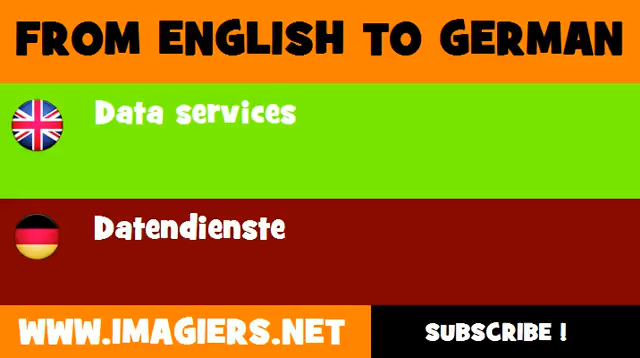 FROM ENGLISH TO GERMAN
Data services
Datendienste
WWW.IMAGIERS.NET
SUBSCRIBE !